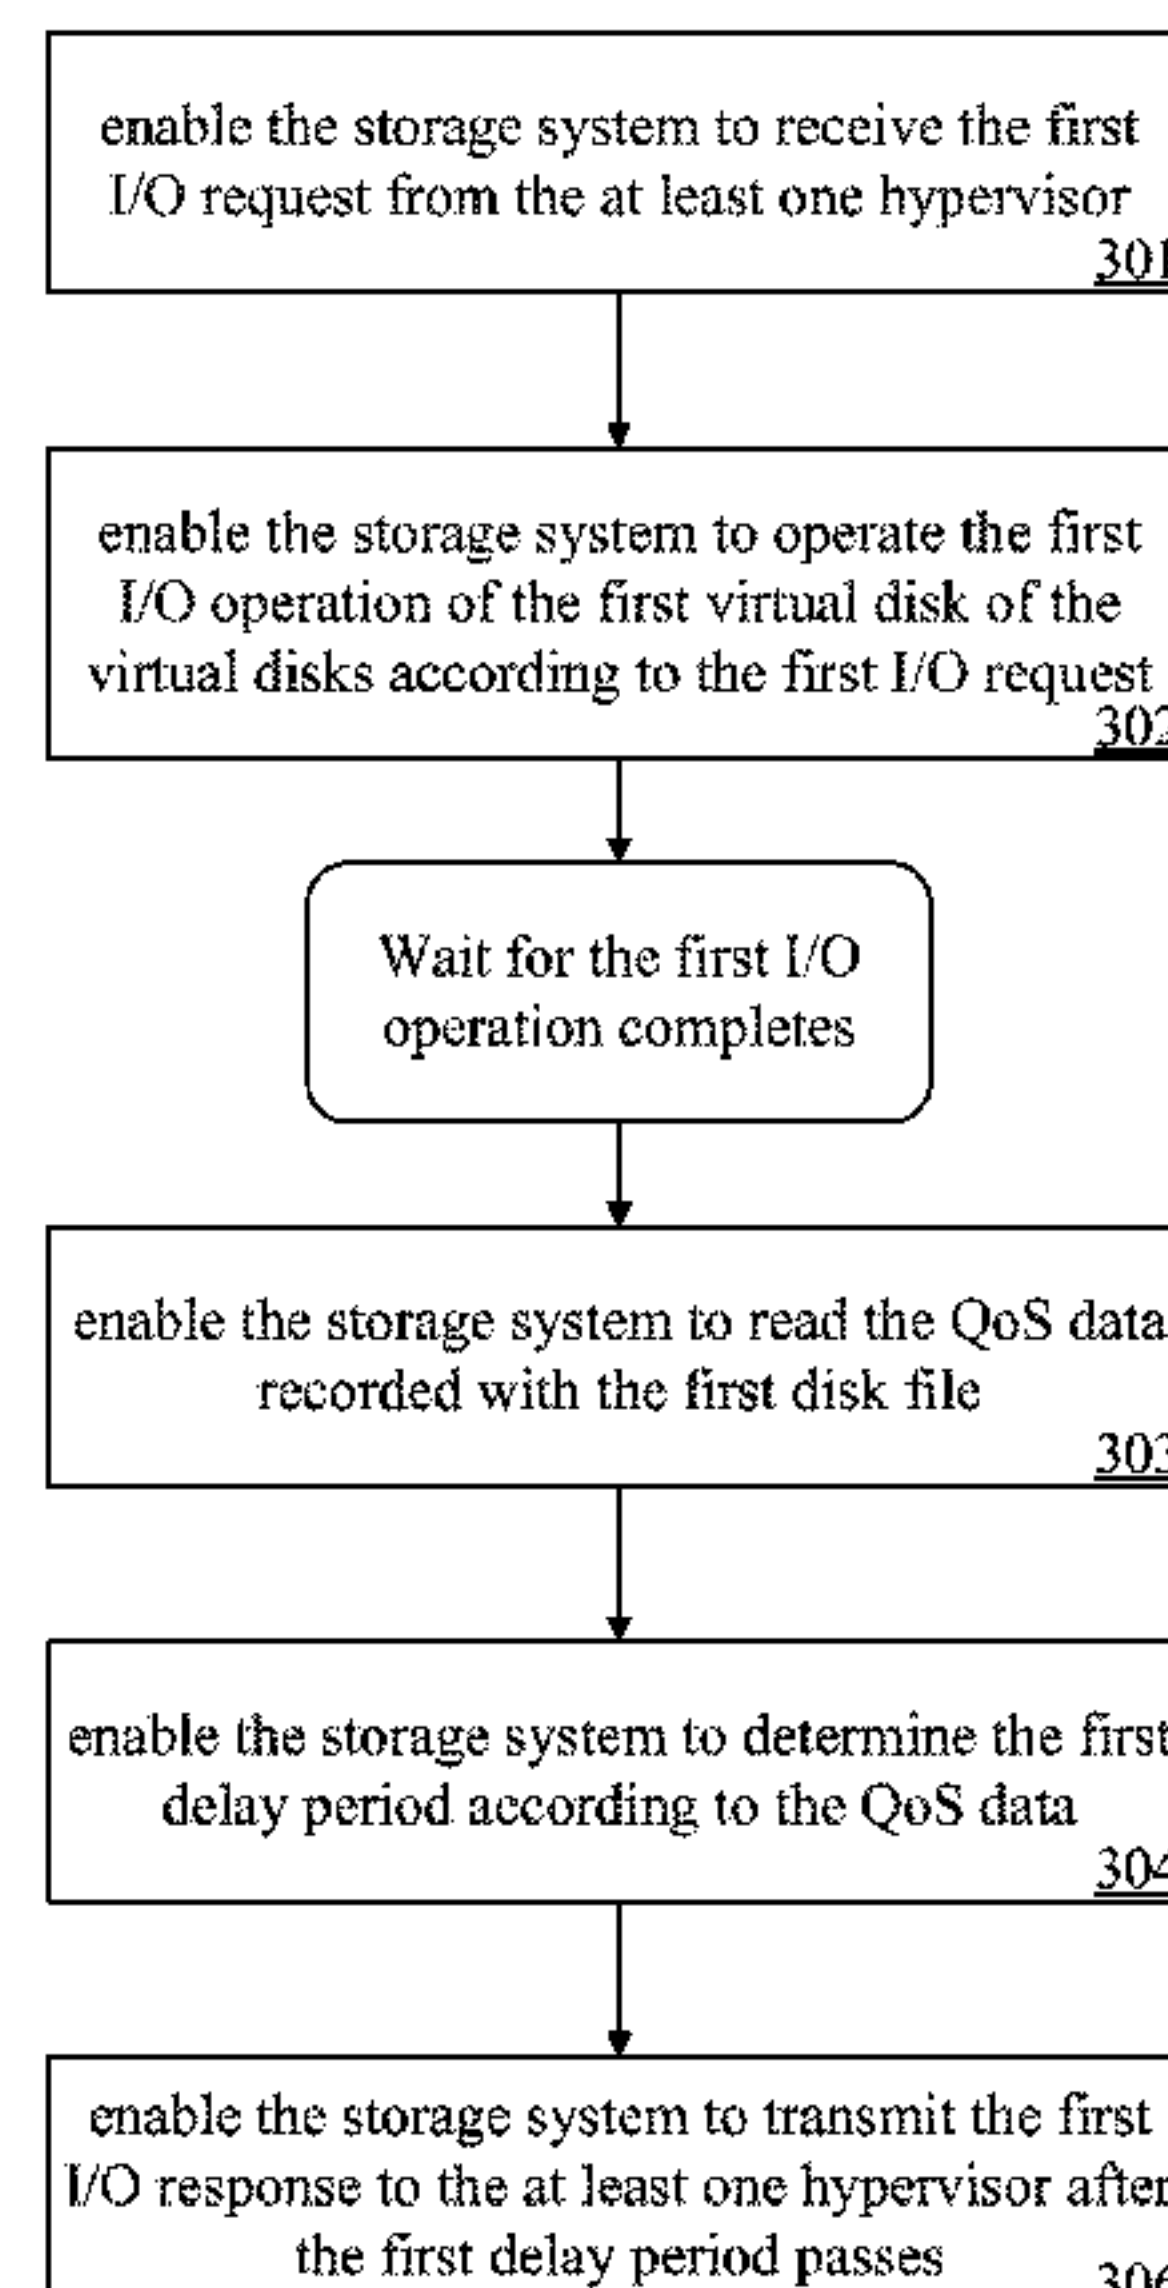 enable the storage system to receive the first
I/O request from the at least one hypervisor
301
enable the storage system to operate the first
I/O operation of the first virtual disk of the
virtual disks according to the first I/O request
302
Wait for the first I/O
operation completes
enable the storage system to read the QoS data
recorded with the first disk file
303
enable the storage system to determine the first
delay period according to the QoS data
304
enable the storage system to transmit the first
I/O response to the at least one hypervisor after
the first delay period passes